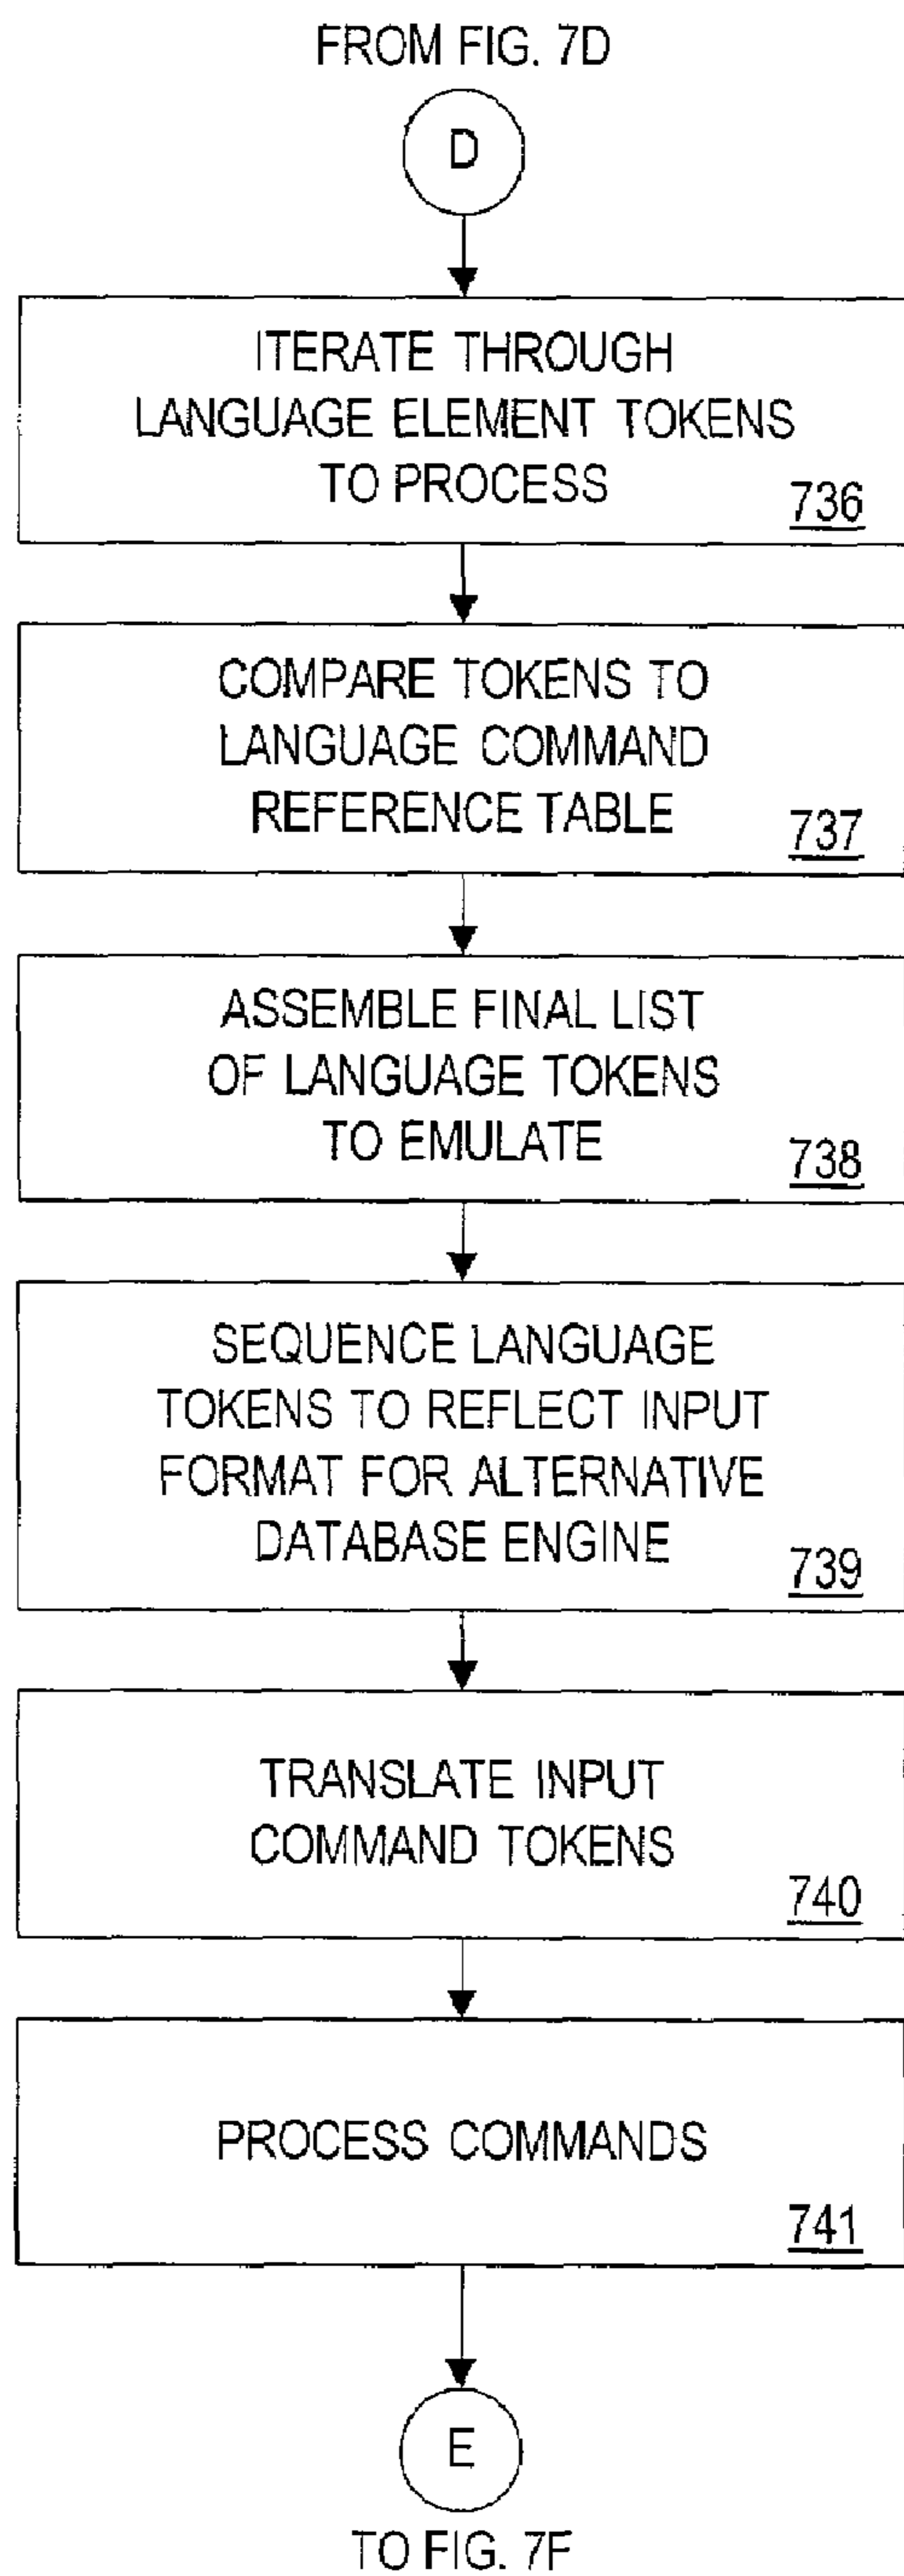 FROM FIG. 7D
D
ITERATE THROUGH
LANGUAGE ELEMENT TOKENS
TO PROCESS
736
COMPARE TOKENS TO
LANGUAGE COMMAND
REFERENCE TABLE
737
ASSEMBLE FINAL LIST
OF LANGUAGE TOKENS
TO EMULATE
738
SEQUENCE LANGUAGE
TOKENS TO REFLECT INPUT
FORMAT FOR ALTERNATIVE
DATABASE ENGINE
739
TRANSLATE INPUT
COMMAND TOKENS
740
PROCESS COMMANDS
741
E
TO FIG. 7F